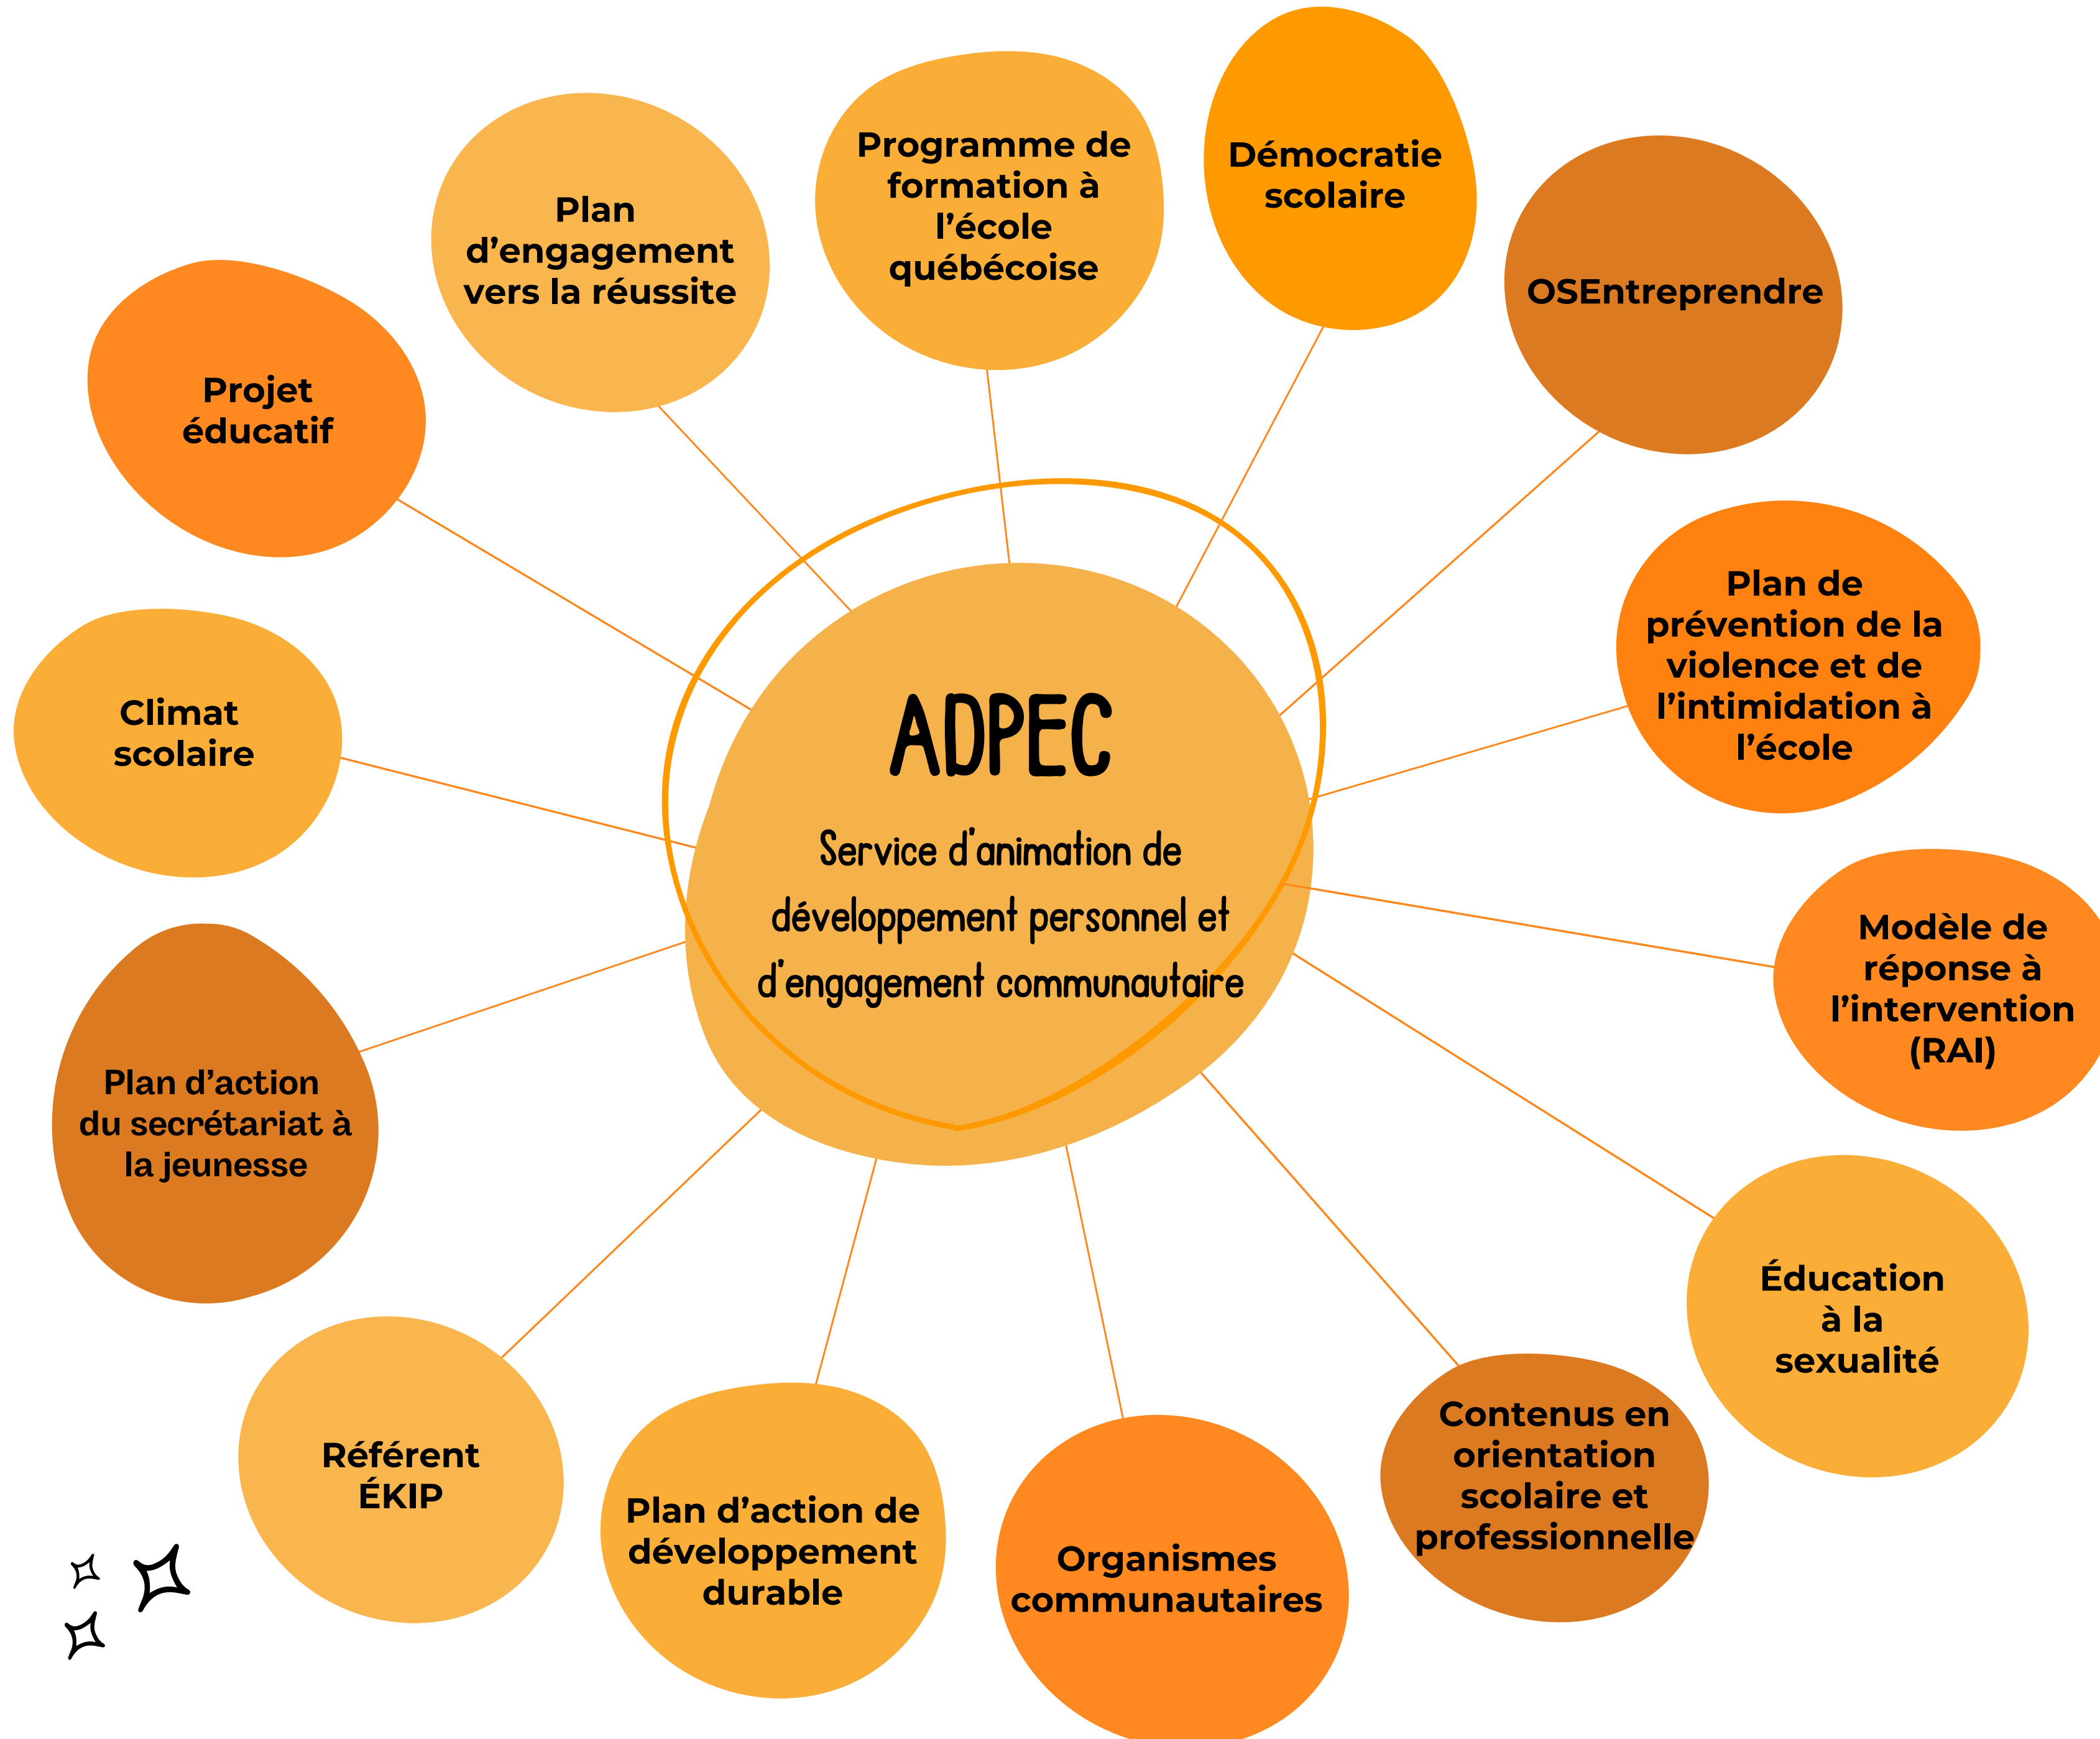 Programme de
formation à
l'école
québécoise
Démocratie
scolaire
OSEntreprendre
Plan de
prévention de la
violence et de
l'intimidation à
l'école
Modèle de
réponse à
l'intervention
(RAI)
Éducation
à la
sexualité
Contenus en
orientation
scolaire et
professionnelle
Organismes
communautaires
Plan d'action de
développement
durable
Référent
ÉKIP
Plan d'action
du secrétariat à
la jeunesse
Climat
scolaire
Projet
éducatif
Plan
d'engagement
vers la réussite
ADPEC
Service d'animation de
développement personnel et
d'engagement communautaire